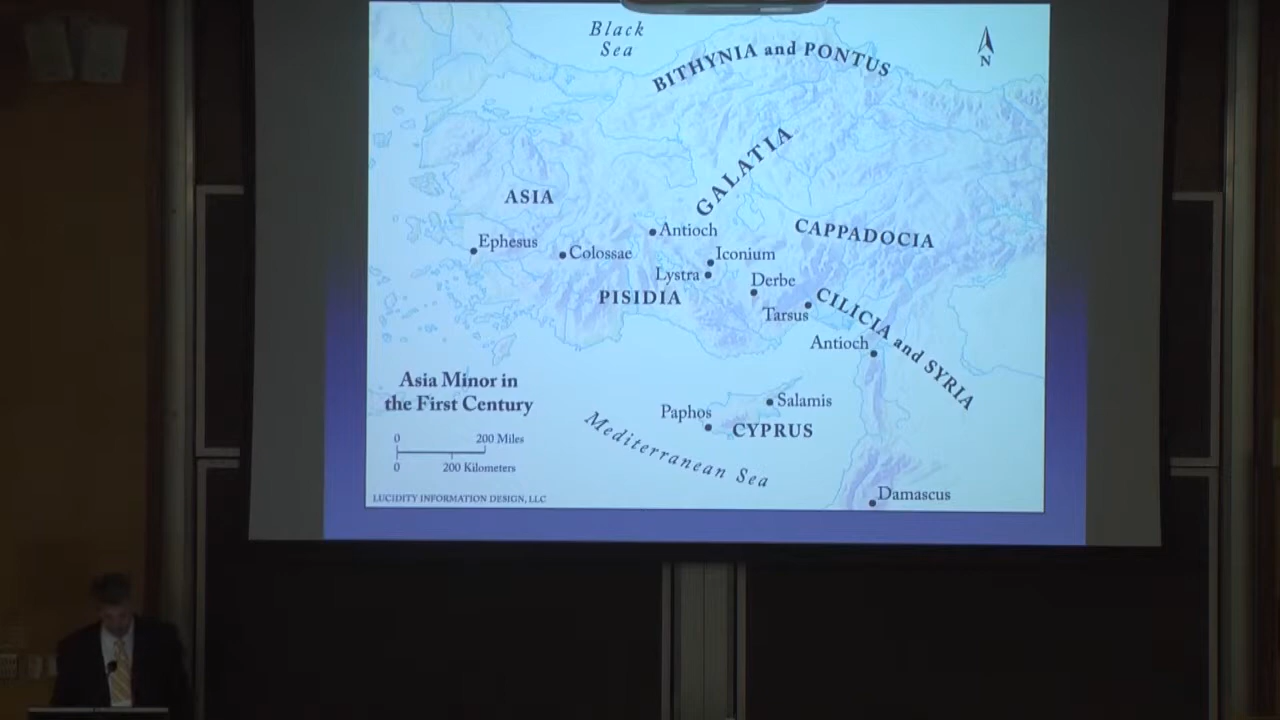 Black
Sea
N
BITHYNIA and PONTUS
GALATIA
ASIA
CAPPADOCIA
Antioch
Ephesus
Colossae
Iconium
Lystra
Derbe
PISIDIA
Tarsus
CILICIA and SYRIA
Antioch
Asia Minor in
the First Century
Salamis
Paphos
CYPRUS
Mediterranean Sea
0 200 Miles
0 200 Kilometers
LUCIDITY INFORMATION DESIGN, LLC
Damascus